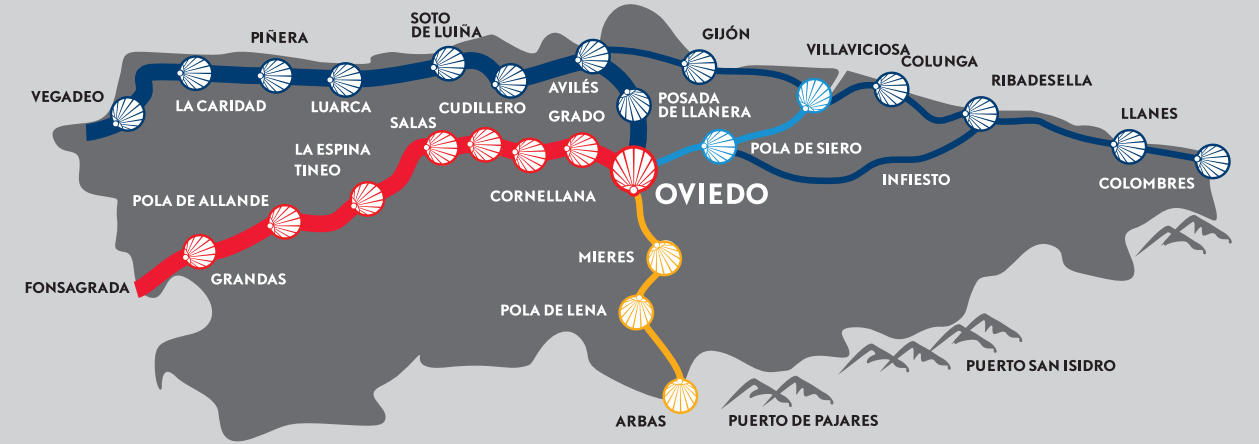 SOTO
DE LUIÑA
PIÑERA
GIJÓN
VILLAVICIOSA
COLUNGA
RIBADESELLA
VEGADEO
LA CARIDAD
LUARCA
CUDILLERO
AVILÉS
POSADA
DE LLANERA
LLANES
SALAS
GRADO
LA ESPINA
TINEO
POLA DE SIERO
INFIESTO
COLOMBRES
POLA DE ALLANDE
CORNELLANA
OVIEDO
FONSAGRADA
GRANDAS
MIERES
POLA DE LENA
PUERTO SAN ISIDRO
ARBAS
PUERTO DE PAJARES